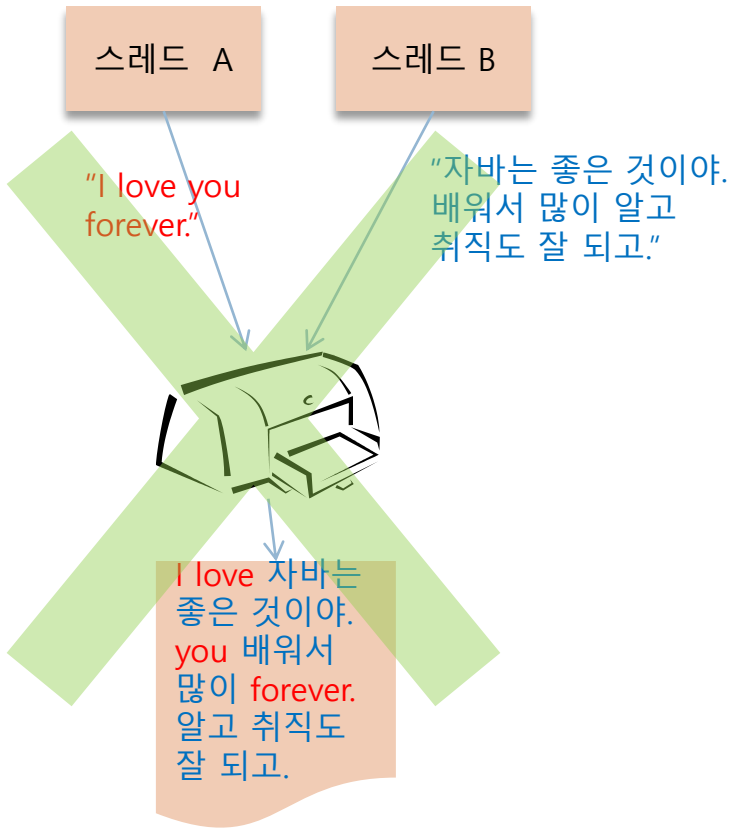 스레드 A
스레드 B
"I love you
forever."
"자바는 좋은 것이야.
배워서 많이 알고
취직도 잘 되고."
I love 자바는
좋은 것이야.
you 배워서
많이 forever.
알고 취직도
잘 되고.